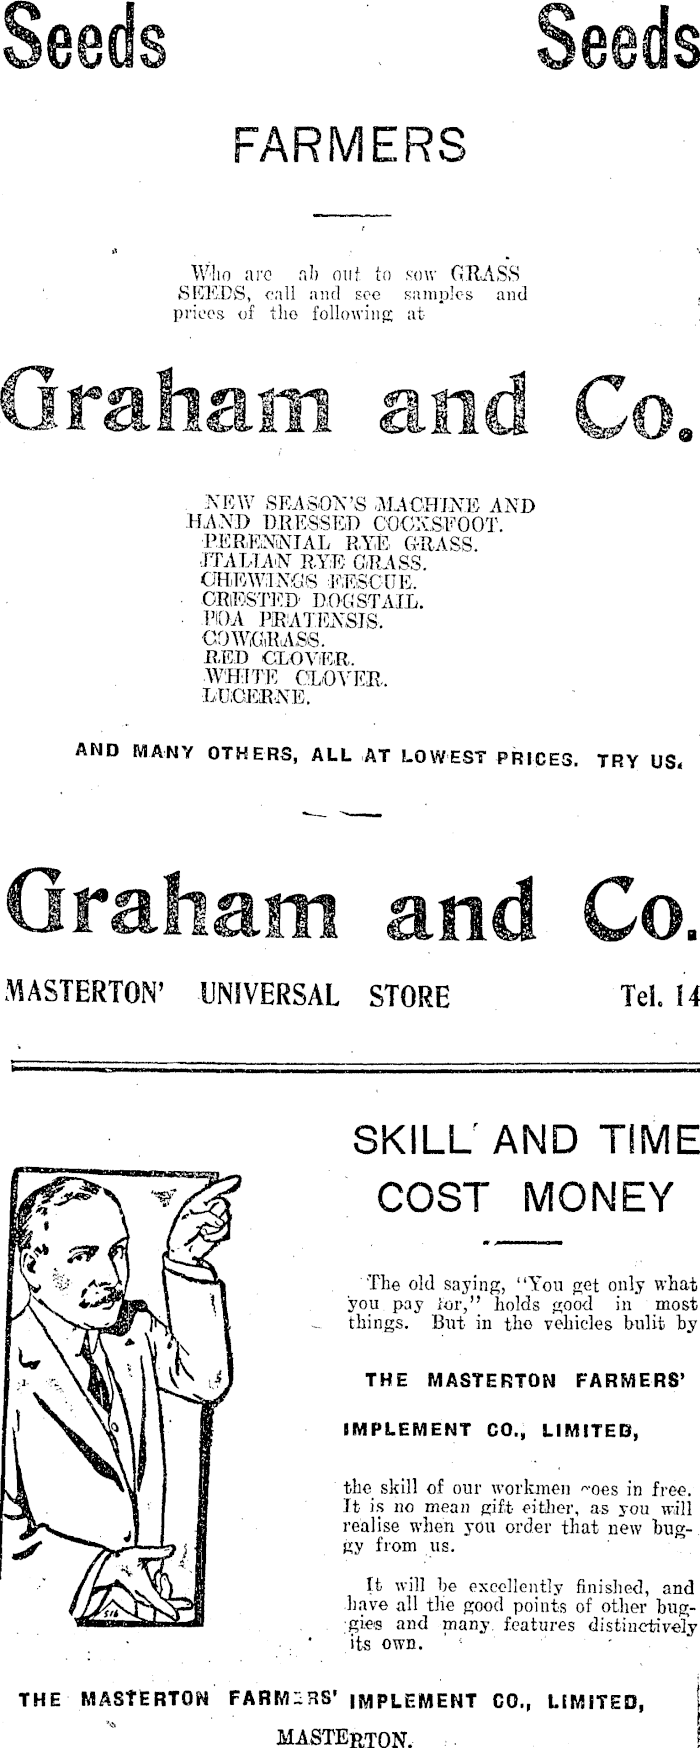 Seeds Seeds
FARMERS
Who are ab out to sow GRASS
SEEDS, call and see samples and
prices of the following at
Graham and Co.
NEW SEASON'S MACHINE AND
HAND DRESSED COCKSFOOT.
PERENNIAL RYE GRASS.
ITALIAN RYE GRASS.
CHEWINGS FESCUE.
CRESTED DOGSTAIL.
POA PRATENSIS.
COWGRASS.
RED CLOVER.
WHITE CLOVER.
LUCERNE.
AND MANY OTHERS, ALL AT LOWEST PRICES. TRY US.
Graham and Co.
MASTERTON' UNIVERSAL STORE Tel. 14
SKILL AND TIME
COST MONEY
The old saying, "You get only what
you pay for," holds good in most
things. But in the vehicles bulit by
THE MASTERTON FARMERS'
IMPLEMENT CO., LIMITED,
the skill of our workmen oes in free.
It is no mean gift either, as you will
realise when you order that new bug-
gy from us.
It will be excellently finished, and
have all the good points of other bug-
gies and many features distinctively
its own.
516
THE MASTERTON FARMERS' IMPLEMENT CO., LIMITED,
MASTERTON.